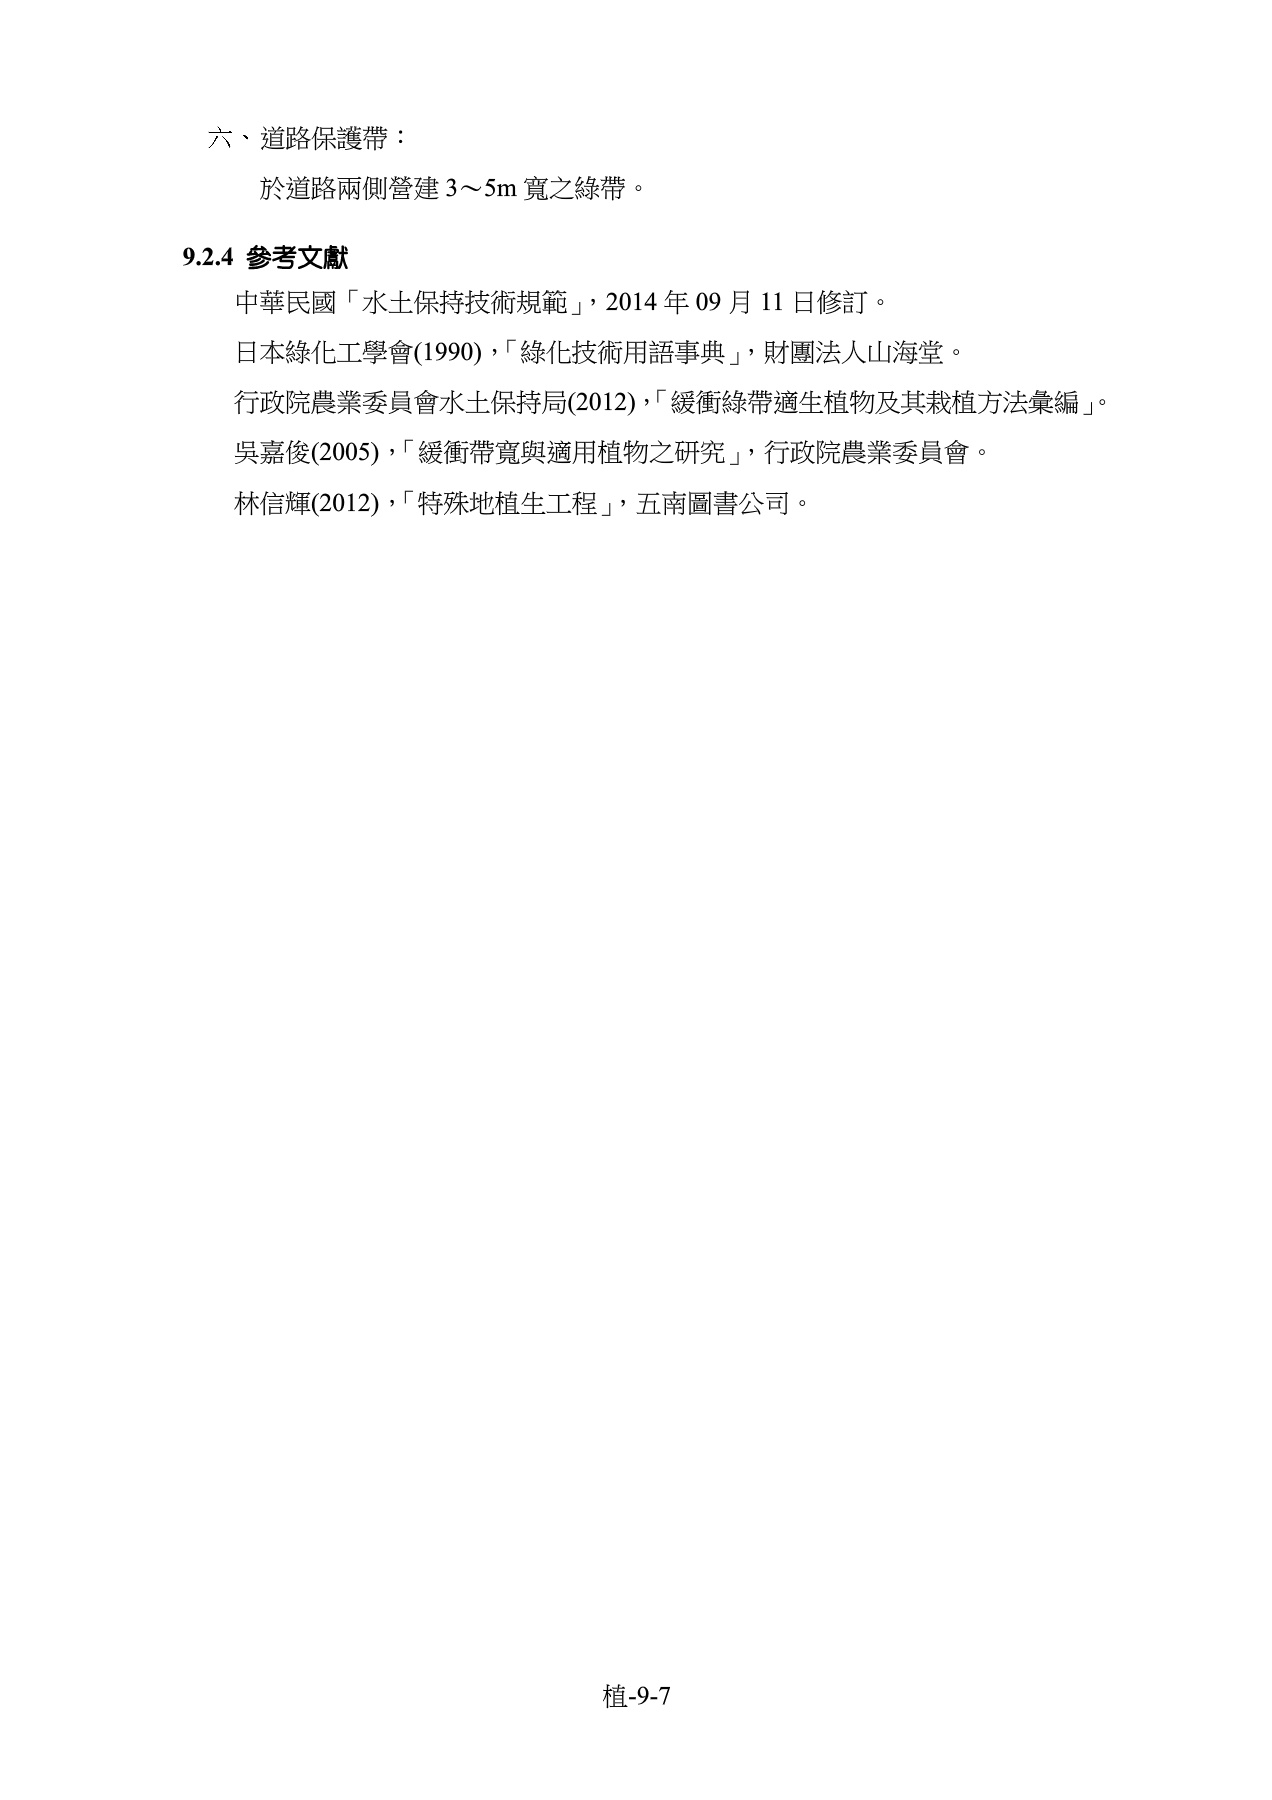 六、道路保護帶：
於道路兩側營建 3～5m 寬之綠帶。
9.2.4 參考文獻
中華民國「水土保持技術規範」，2014 年 09 月 11 日修訂。
日本綠化工學會(1990)，「綠化技術用語事典」，財團法人山海堂。
行政院農業委員會水土保持局(2012)，「緩衝綠帶適生植物及其栽植方法彙編」。
吳嘉俊(2005)，「緩衝帶寬與適用植物之研究」，行政院農業委員會。
林信輝(2012)，「特殊地植生工程」，五南圖書公司。
植-9-7